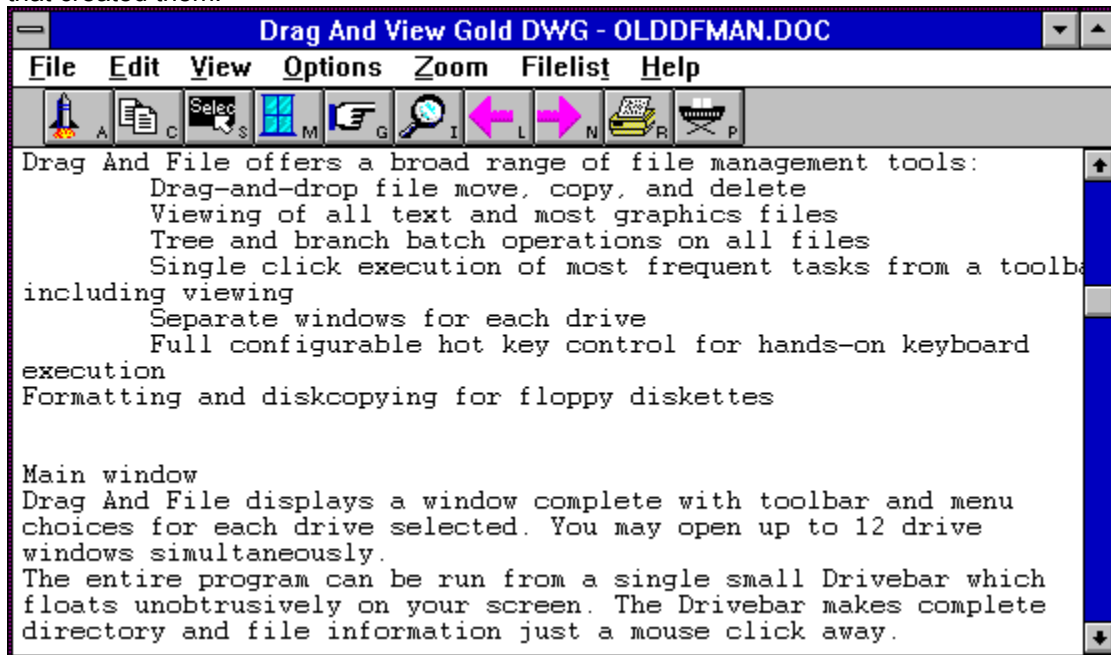 that created them.
Drag And View Gold DWG - OLDDFMAN.DOC
File Edit View Options Zoom Filelist Help
A C Selec S M G I L N R P
Drag And File offers a broad range of file management tools:
Drag-and-drop file move, copy, and delete
Viewing of all text and most graphics files
Tree and branch batch operations on all files
Single click execution of most frequent tasks from a toolba
including viewing
Separate windows for each drive
Full configurable hot key control for hands-on keyboard
execution
Formatting and diskcopying for floppy diskettes
Main window
Drag And File displays a window complete with toolbar and menu
choices for each drive selected. You may open up to 12 drive
windows simultaneously.
The entire program can be run from a single small Drivebar which
floats unobtrusively on your screen. The Drivebar makes complete
directory and file information just a mouse click away.